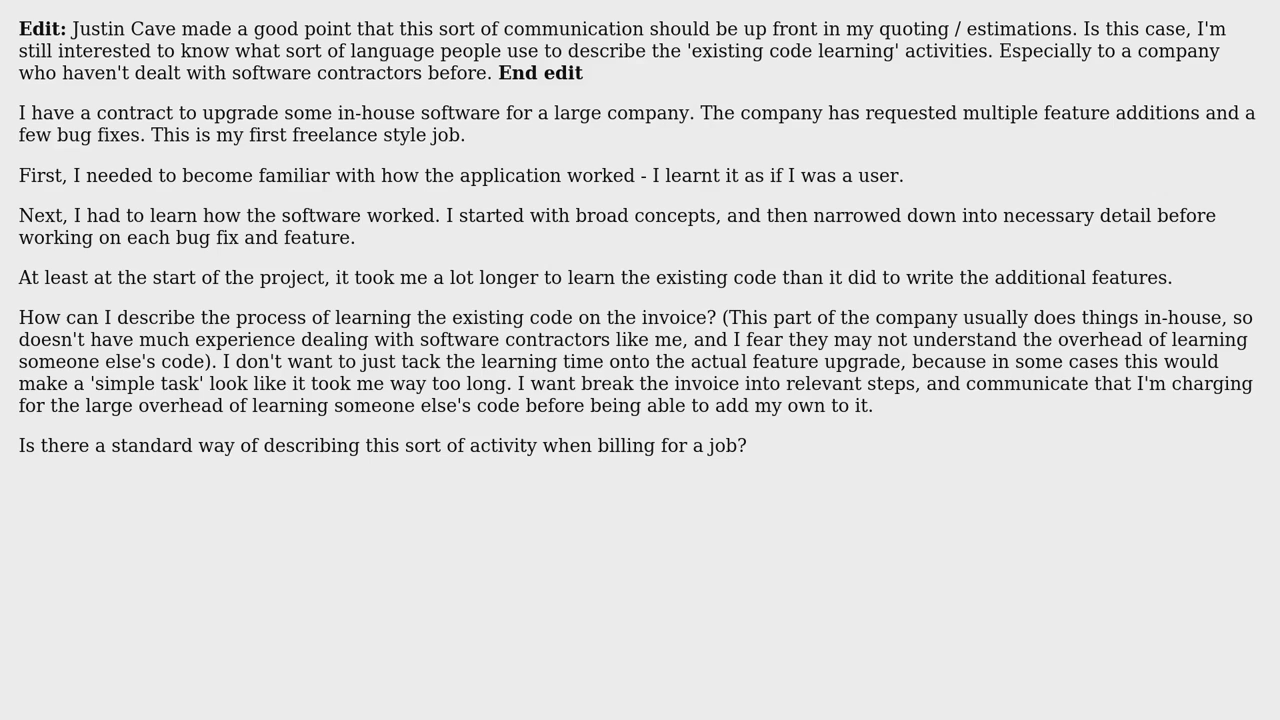 Edit: Justin Cave made a good point that this sort of communication should be up front in my quoting / estimations. Is this case, I'm
still interested to know what sort of language people use to describe the 'existing code learning' activities. Especially to a company
who haven't dealt with software contractors before. End edit
I have a contract to upgrade some in-house software for a large company. The company has requested multiple feature additions and a
few bug fixes. This is my first freelance style job.
First, I needed to become familiar with how the application worked - I learnt it as if I was a user.
Next, I had to learn how the software worked. I started with broad concepts, and then narrowed down into necessary detail before
working on each bug fix and feature.
At least at the start of the project, it took me a lot longer to learn the existing code than it did to write the additional features.
How can I describe the process of learning the existing code on the invoice? (This part of the company usually does things in-house, so
doesn't have much experience dealing with software contractors like me, and I fear they may not understand the overhead of learning
someone else's code). I don't want to just tack the learning time onto the actual feature upgrade, because in some cases this would
make a 'simple task' look like it took me way too long. I want break the invoice into relevant steps, and communicate that I'm charging
for the large overhead of learning someone else's code before being able to add my own to it.
Is there a standard way of describing this sort of activity when billing for a job?